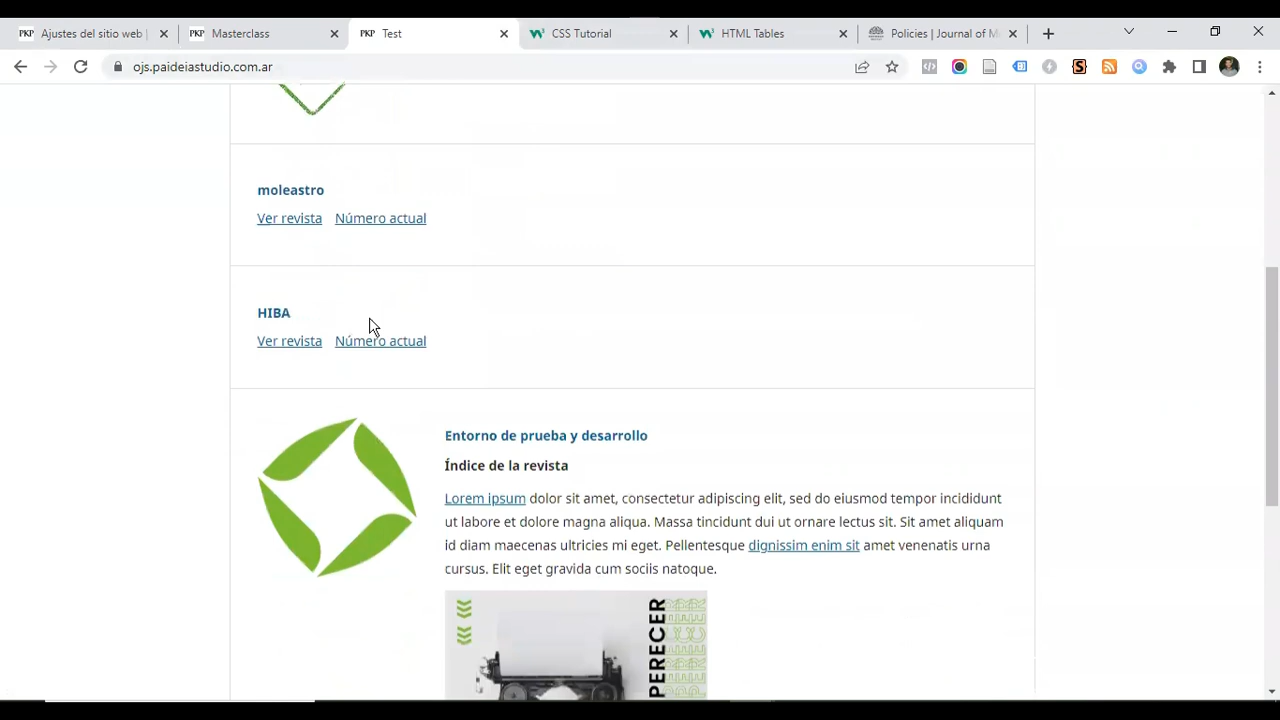 PKP Ajustes del sitio web |
PKP Masterclass
PKP Test
CSS Tutorial
HTML Tables
Policies | Journal of M
ojs.paideiastudio.com.ar
moleastro
Ver revista Número actual
HIBA
Ver revista Número actual
Entorno de prueba y desarrollo
Índice de la revista
Lorem ipsum dolor sit amet, consectetur adipiscing elit, sed do eiusmod tempor incididunt
ut labore et dolore magna aliqua. Massa tincidunt dui ut ornare lectus sit. Sit amet aliquam
id diam maecenas ultricies mi eget. Pellentesque dignissim enim sit amet venenatis urna
cursus. Elit eget gravida cum sociis natoque.
PERECER
PERECER